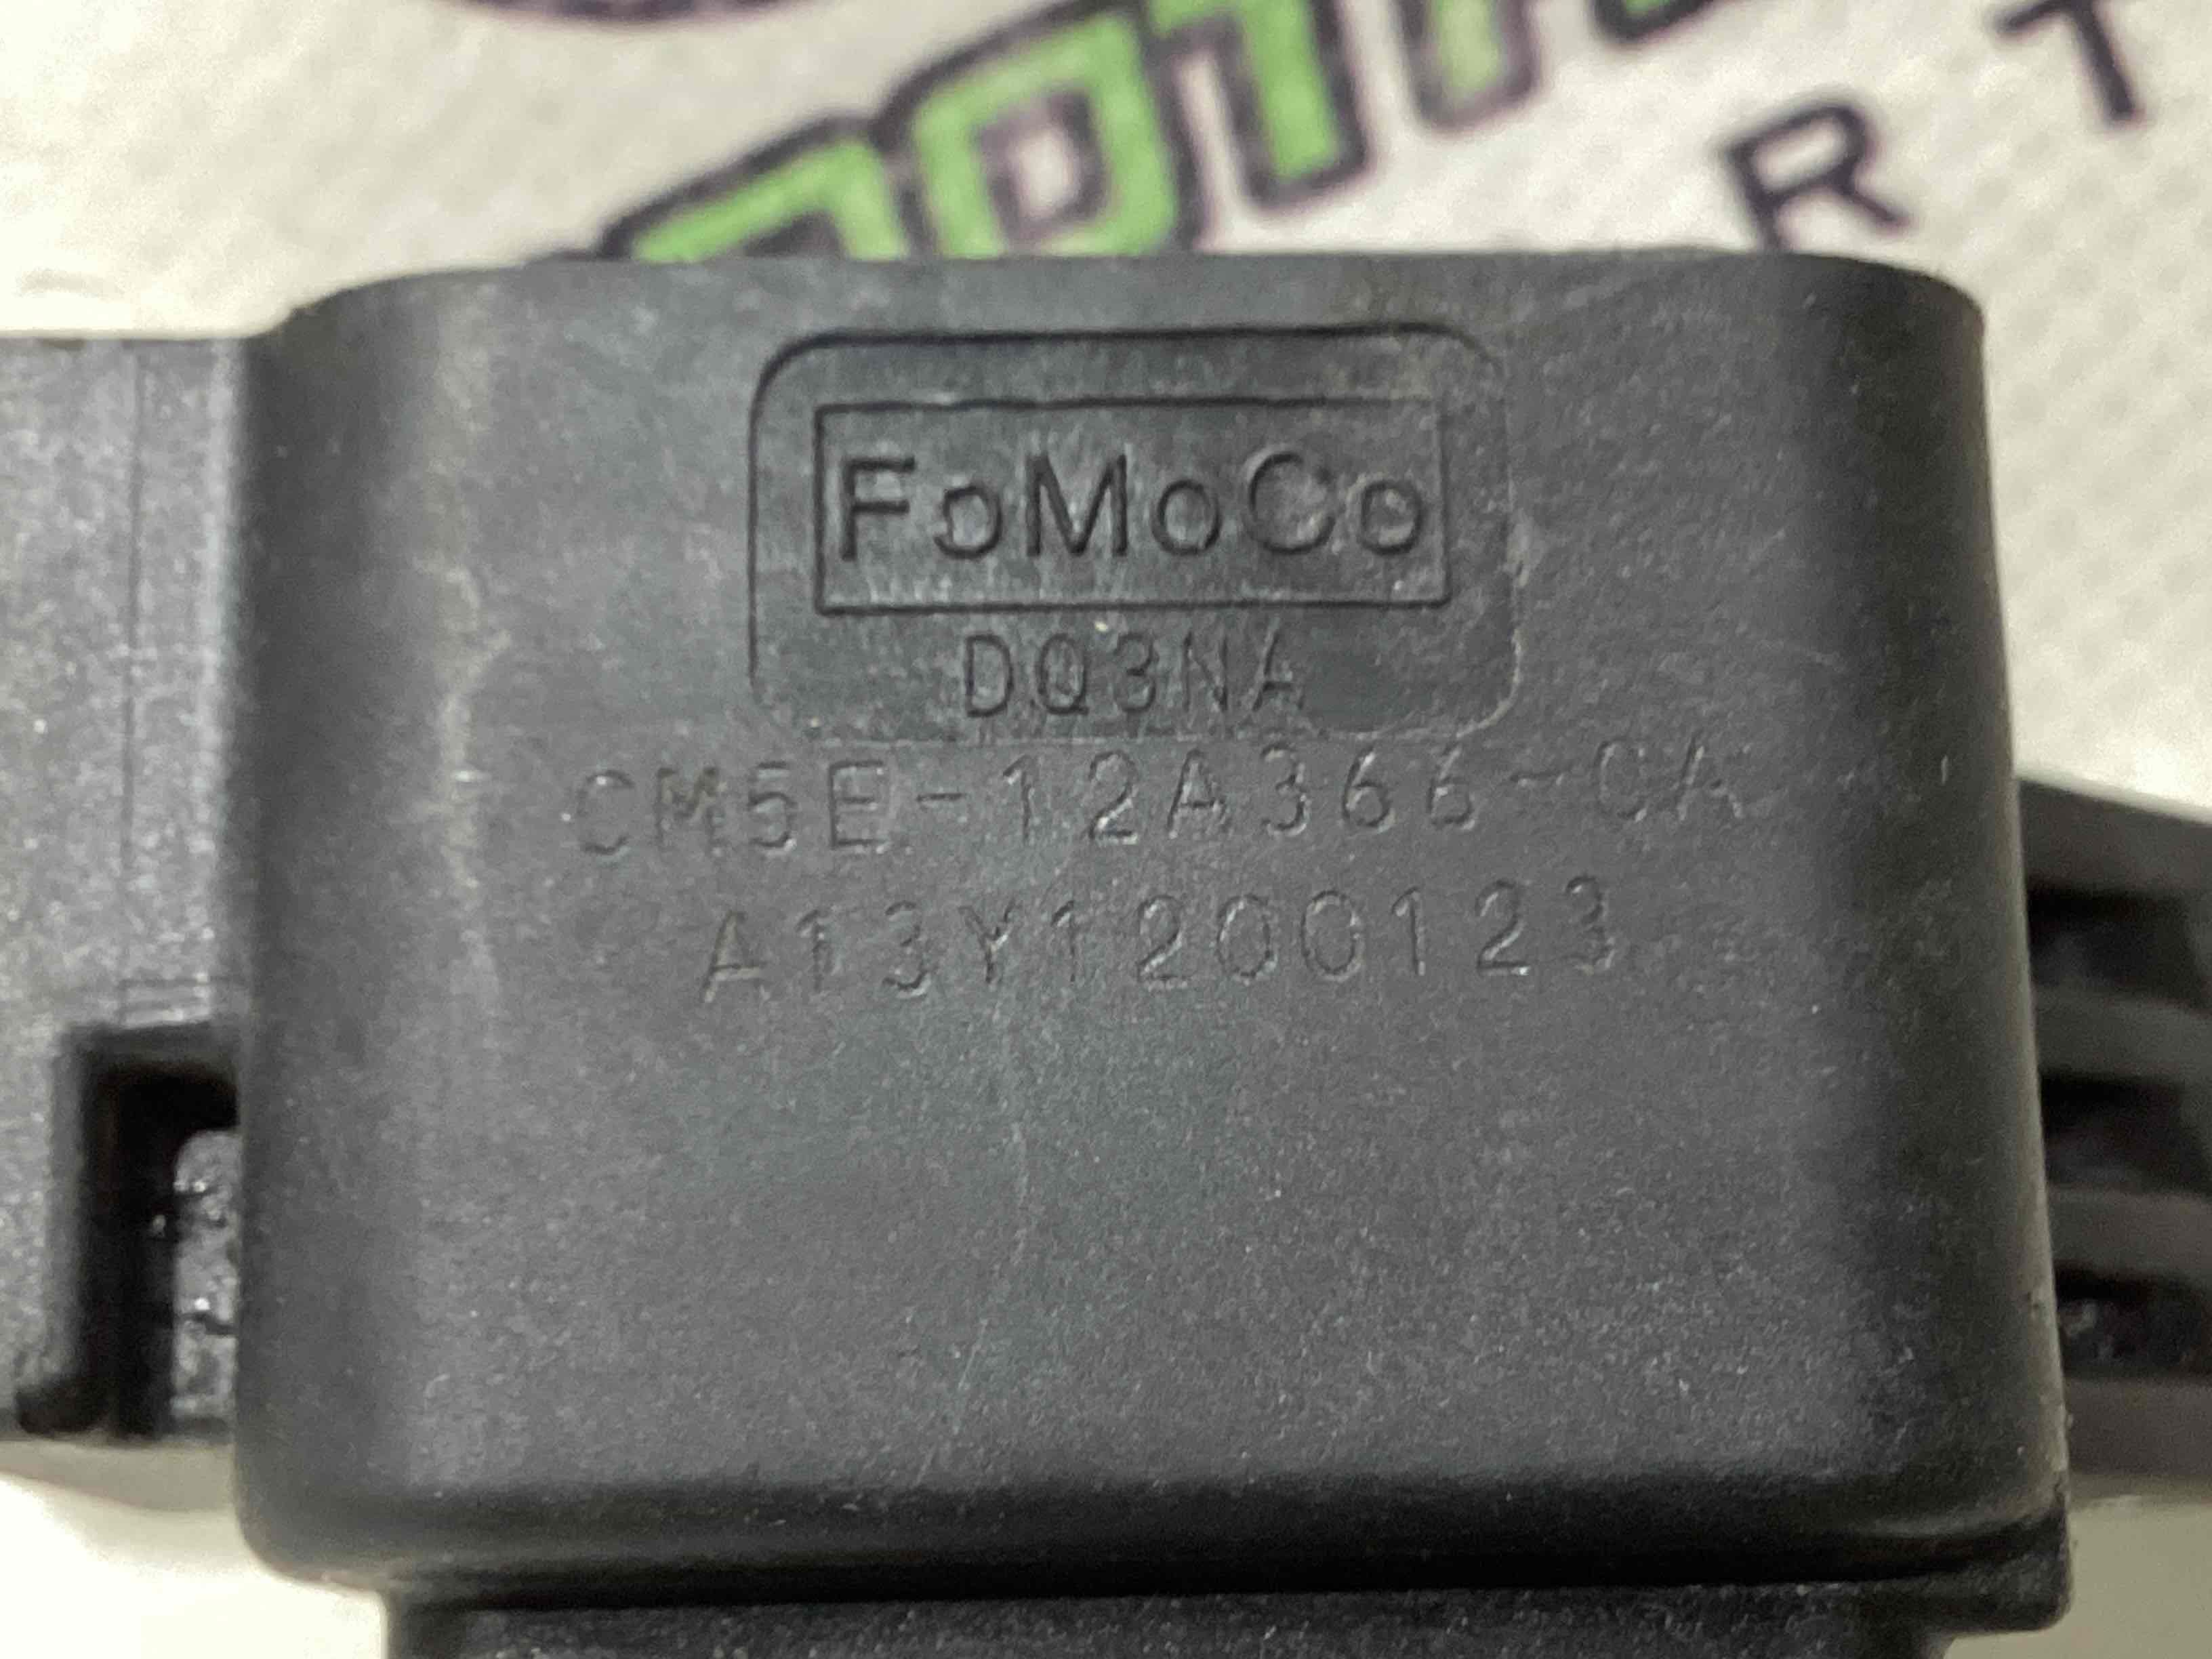 R T
FoMoCo
DQ3NA
CM5E-12A366-CA
A13Y1200123